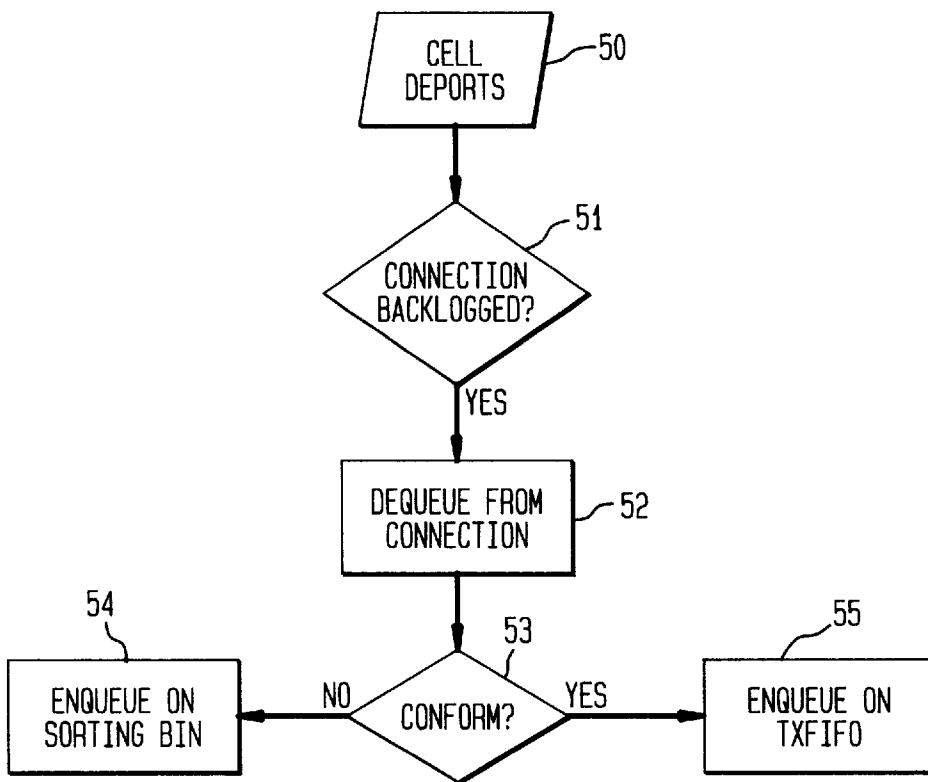 CELL
DEPORTS
50
51
CONNECTION
BACKLOGGED?
YES
DEQUEUE FROM
CONNECTION
52
53
54
55
ENQUEUE ON
SORTING BIN
NO
CONFORM?
YES
ENQUEUE ON
TXFIFO